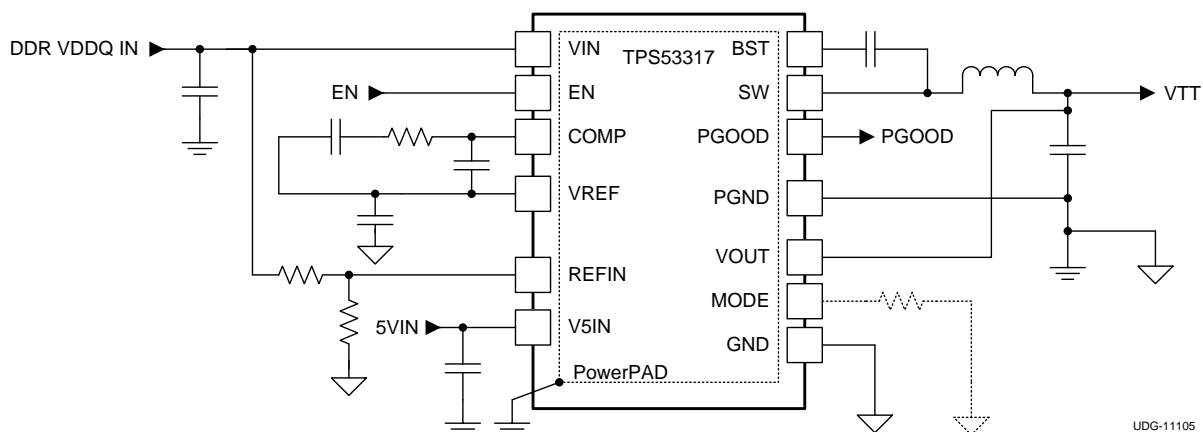 DDR VDDQ IN
VIN
TPS53317
BST
EN
EN
SW
VTT
COMP
PGOOD
PGOOD
VREF
PGND
VOUT
REFIN
MODE
5VIN
V5IN
GND
PowerPAD
UDG-11105